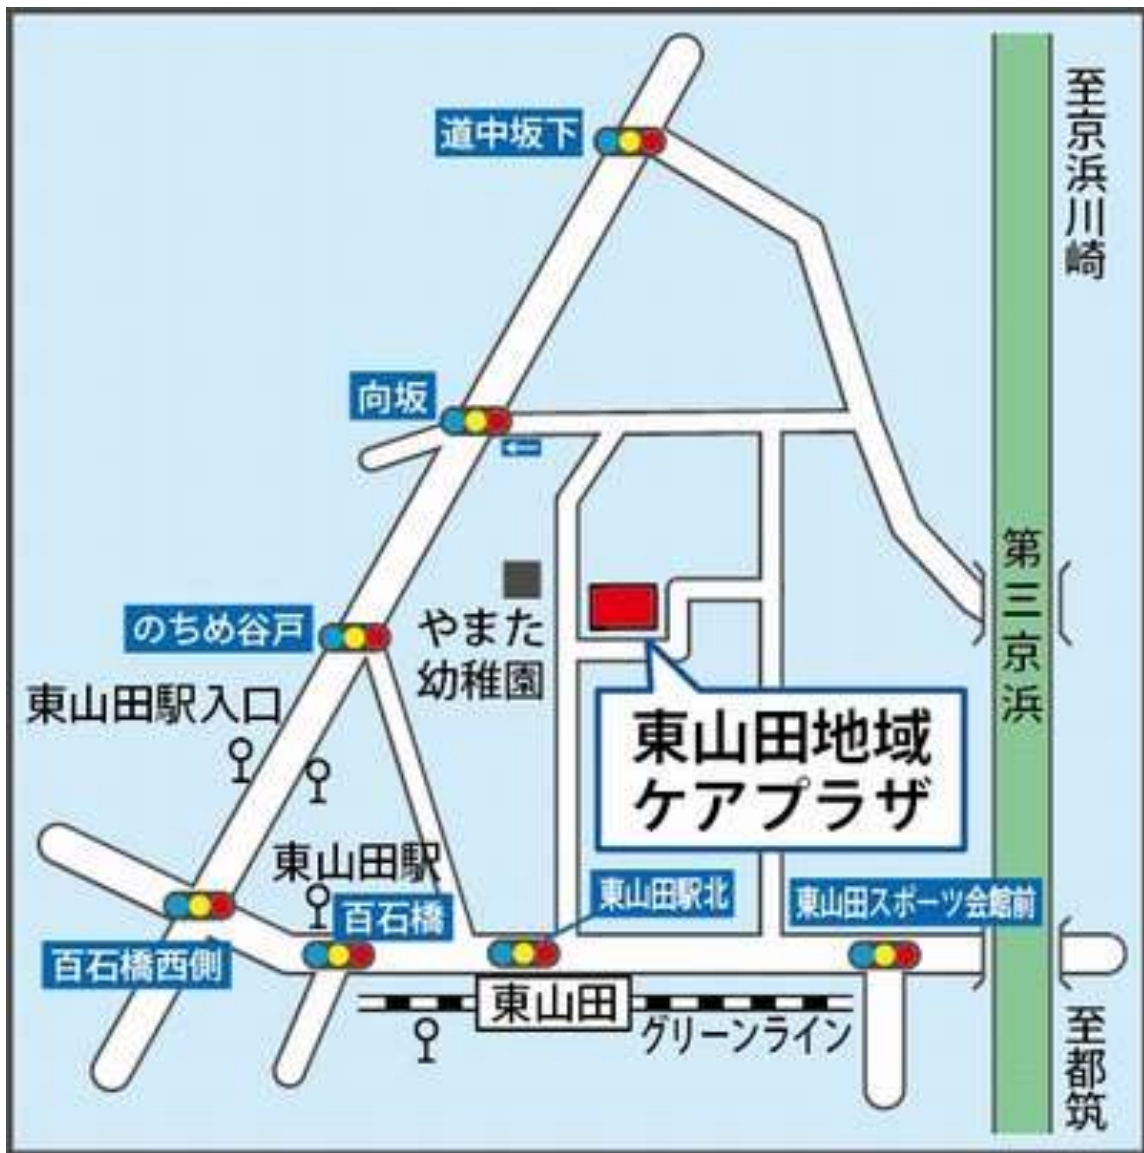 道中坂下
至京浜川崎
向坂
第三京浜
のちめ谷戸
やまた
幼稚園
東山田駅入口
東山田地域
ケアプラザ
東山田駅
百石橋
東山田駅北
東山田スポーツ会館前
百石橋西側
東山田
グリーンライン
至都筑